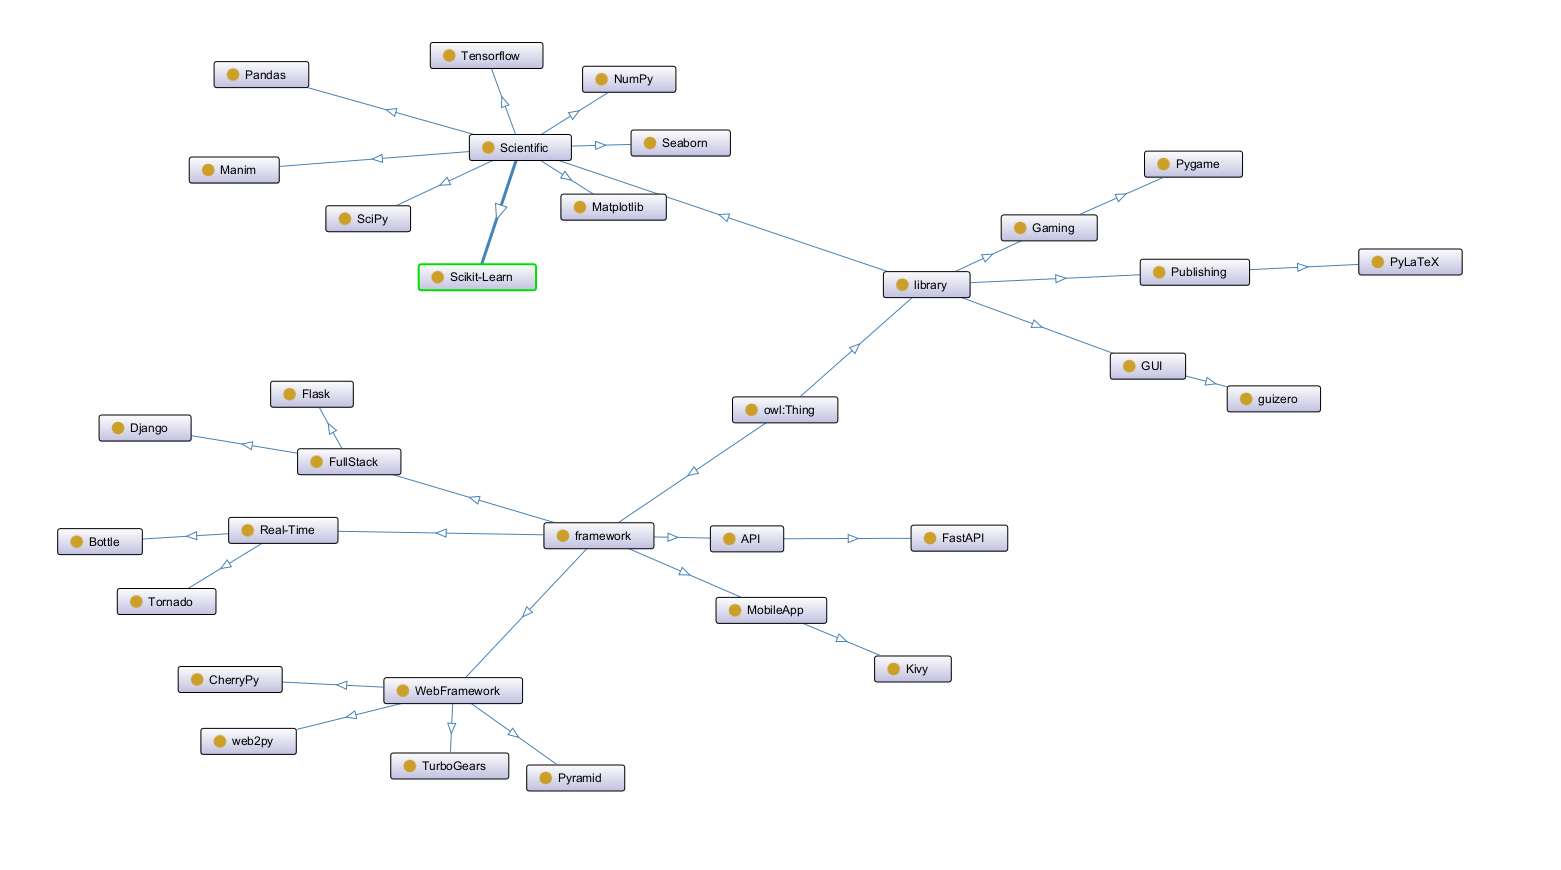 Tensorflow
Pandas
NumPy
Seaborn
Scientific
Manim
Pygame
Matplotlib
SciPy
Gaming
PyLaTeX
Publishing
Scikit-Learn
library
GUI
Flask
guizero
owl:Thing
Django
FullStack
Real-Time
framework
API
FastAPI
Bottle
Tornado
MobileApp
Kivy
CherryPy
WebFramework
web2py
TurboGears
Pyramid